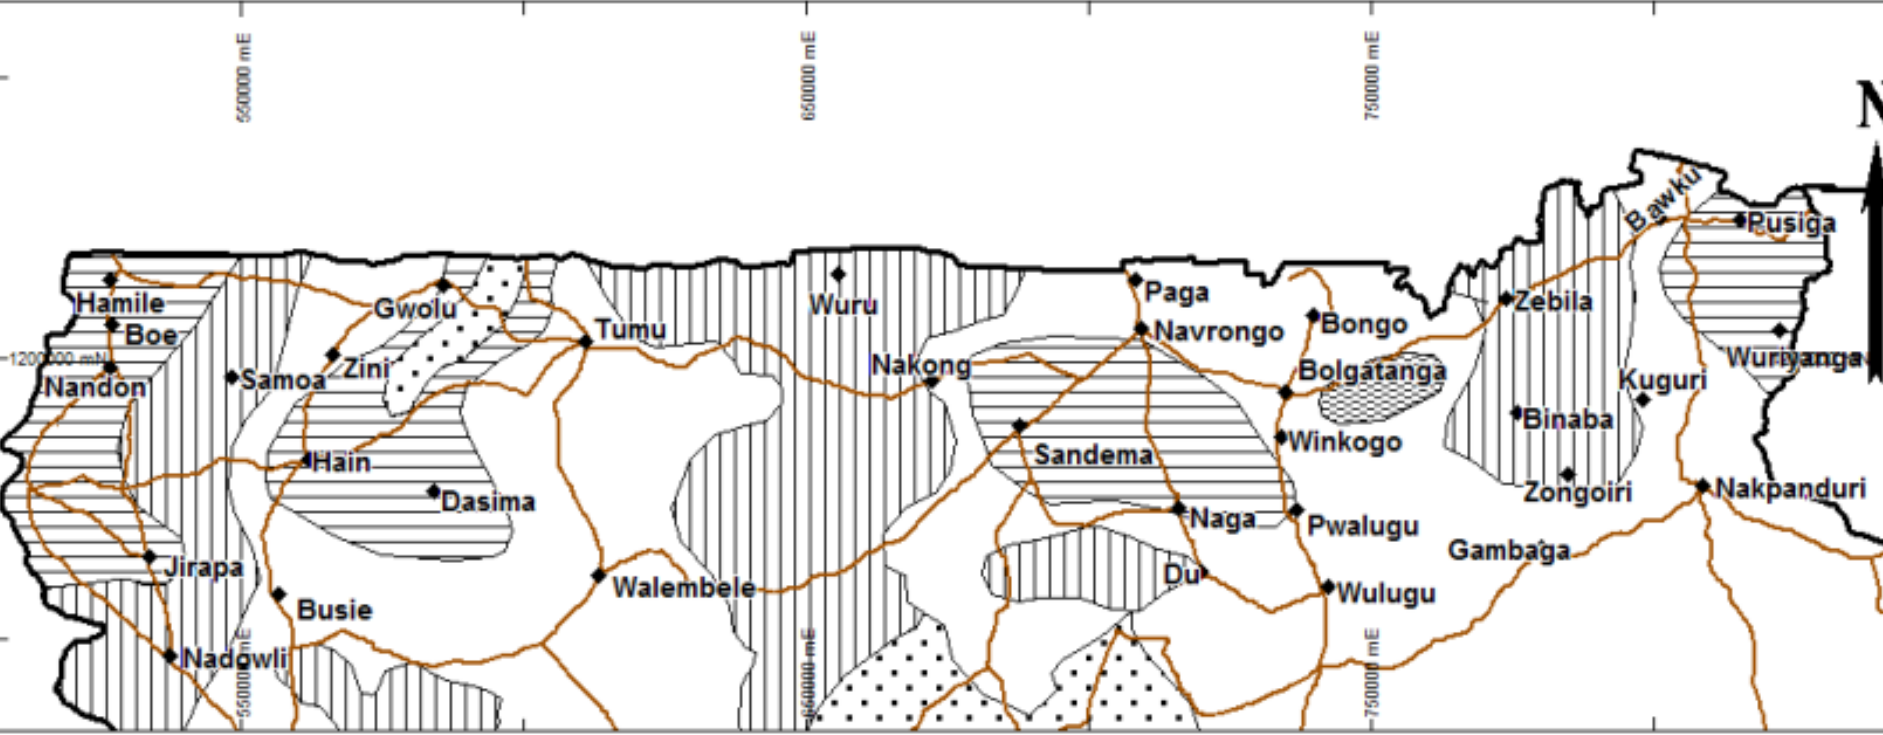 550000 mE
650000 mE
750000 mE
N
Bawku
Pusiga
Hamile
Gwolu
Wuru
Paga
Zebila
Boe
Tumu
Navrongo
Bongo
1200000 mN
Zini
Nakong
Bolgatanga
Wuriyanga
Nandon
Samoa
Kuguri
Binaba
Winkogo
Sandema
Hain
Dasima
Naga
Pwalugu
Zongoiri
Nakpanduri
Gambaga
Jirapa
Du
Walembele
Wulugu
Busie
Nadowli
550000 mE
650000 mE
750000 mE